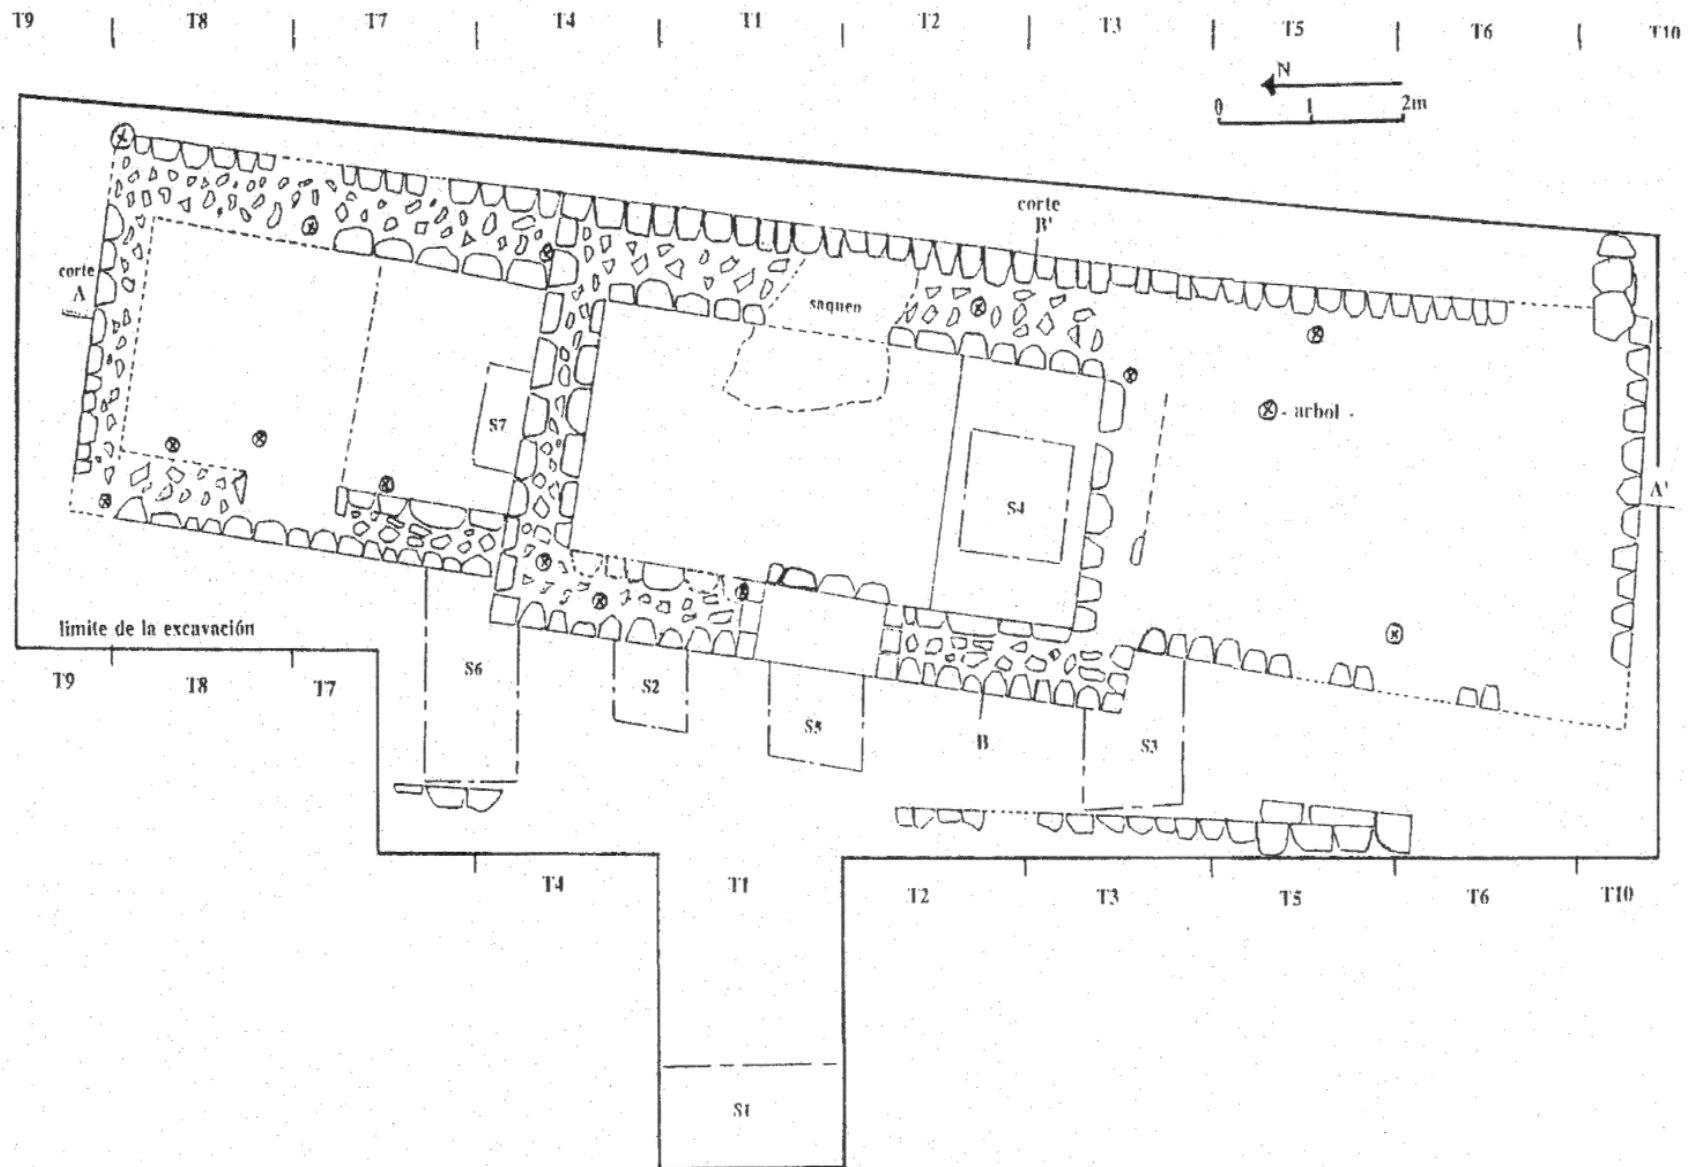 T9 T8 T7 T4 T1 T2 T3 T5 T6 T10
N
0 1 2m
corte
B'
corte
A
saqueo
- arbol -
S7
S4
A'
limite de la excavación
S6
S2
S5
B
S3
T9 T8 T7
T4 T1 T2 T3 T5 T6 T10
S1